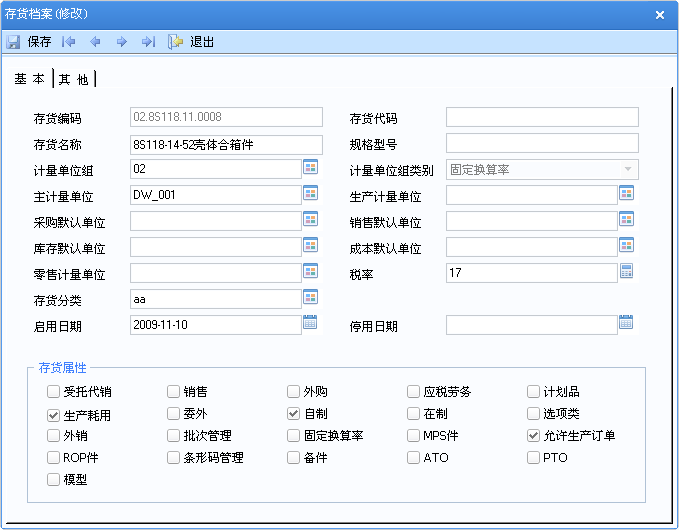 存货档案(修改)
保存 退出
基 本 其 他
存货编码 02.8S118.11.0008 存货代码
存货名称 8S118-14-52壳体合箱件 规格型号
计量单位组 02 计量单位组类别 固定换算率
主计量单位 DW_001 生产计量单位
采购默认单位 销售默认单位
库存默认单位 成本默认单位
零售计量单位 税率 17
存货分类 aa
启用日期 2009-11-10 停用日期
存货属性
受托代销 销售 外购 应税劳务 计划品
生产耗用 委外 自制 在制 选项类
外销 批次管理 固定换算率 MPS件 允许生产订单
ROP件 条形码管理 备件 ATO PTO
模型